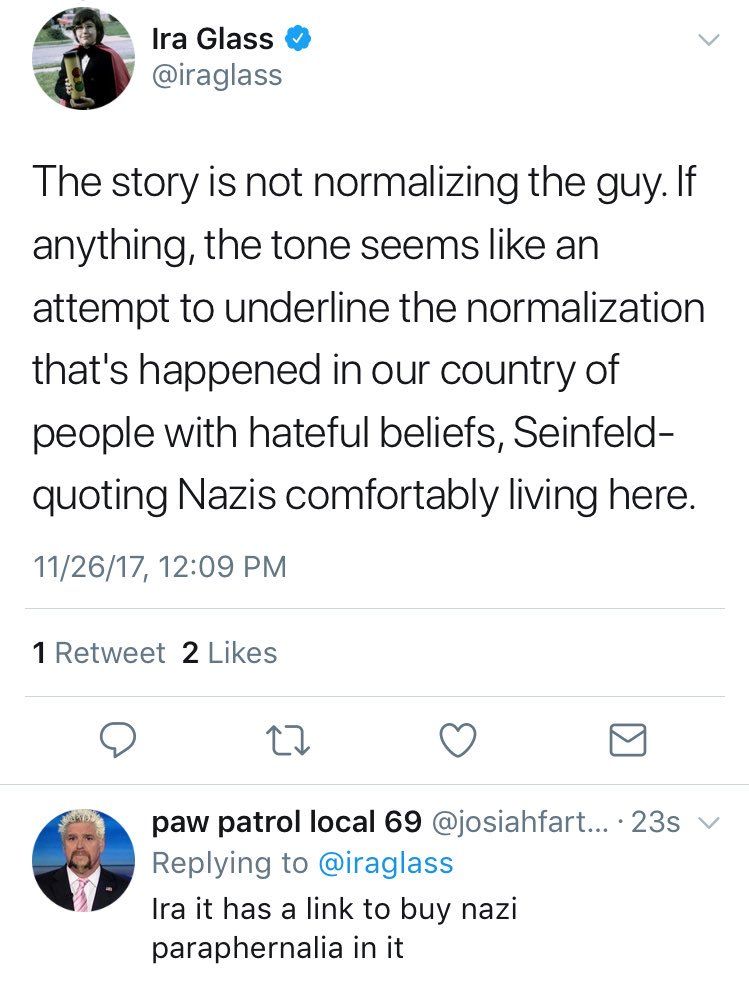 Ira Glass
@iraglass
The story is not normalizing the guy. If
anything, the tone seems like an
attempt to underline the normalization
that's happened in our country of
people with hateful beliefs, Seinfeld-
quoting Nazis comfortably living here.
11/26/17, 12:09 PM
1 Retweet 2 Likes
paw patrol local 69 @josiahfart... · 23s
Replying to @iraglass
Ira it has a link to buy nazi
paraphernalia in it